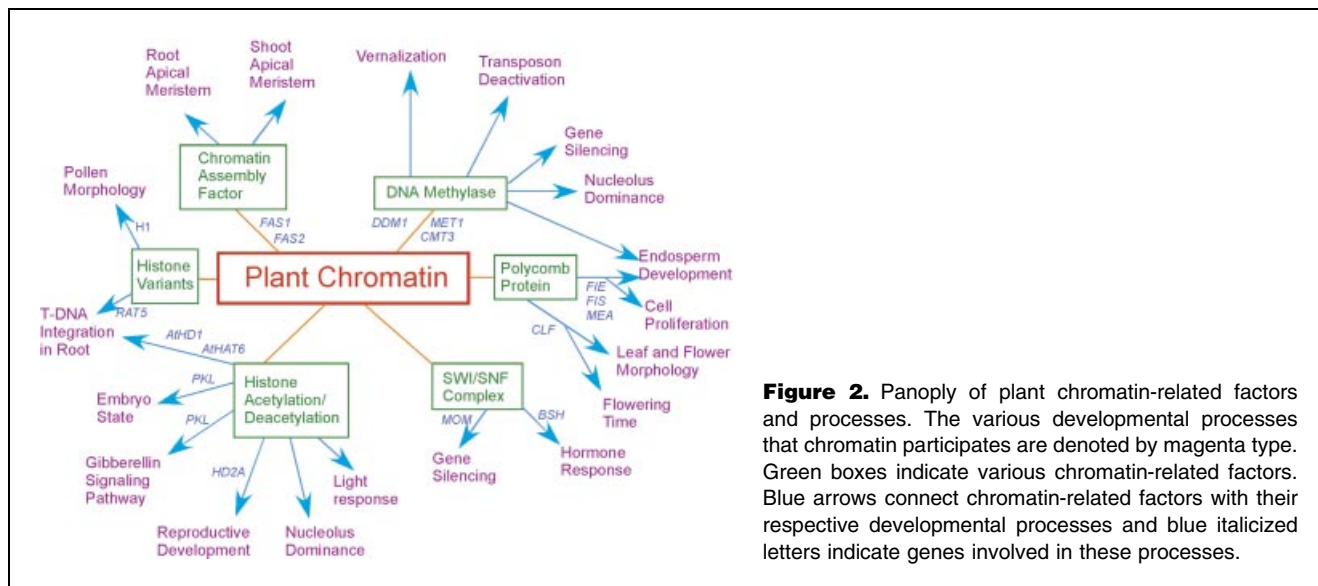 Root
Apical
Meristem
Shoot
Apical
Meristem
Vernalization
Transposon
Deactivation
Gene
Silencing
Nucleolus
Dominance
Pollen
Morphology
Chromatin
Assembly
Factor
DNA Methylase
H1
FAS1
FAS2
DDM1
MET1
CMT3
Endosperm
Development
Histone
Variants
Plant Chromatin
Polycomb
Protein
FIE
FIS
MEA
Cell
Proliferation
RAT5
T-DNA
Integration
in Root
AtHD1
AtHAT6
CLF
Leaf and Flower
Morphology
PKL
Embryo
State
Histone
Acetylation/
Deacetylation
SWI/SNF
Complex
Flowering
Time
PKL
MOM
BSH
Gibberellin
Signaling
Pathway
HD2A
Light
response
Gene
Silencing
Hormone
Response
Reproductive
Development
Nucleolus
Dominance
Figure 2. Panoply of plant chromatin-related factors
and processes. The various developmental processes
that chromatin participates are denoted by magenta type.
Green boxes indicate various chromatin-related factors.
Blue arrows connect chromatin-related factors with their
respective developmental processes and blue italicized
letters indicate genes involved in these processes.